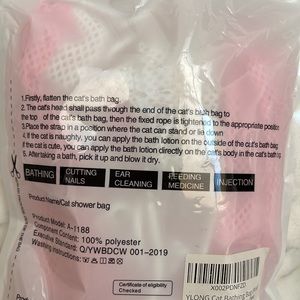 1.Firstly, flatten the cat's bath bag.
2. The cat's head shall pass through the end of the cat's bath bag to
the top of the cat's bath bag, then the fixed rope is tightened to the appropriate position
3.Place the strap in a position where the cat can stand or lie down
4. If the cat is naughty, you can apply the bath lotion on the outside of the cat's bath bag
If the cat is cute, you can apply the bath lotion directly on the cat's body in the cat's bath bag
5. After taking a bath, pick it up and blow it dry.
BATHING
CUTTING NAILS
EAR CLEANING
FEEDING MEDICINE
INJECTION
Product Name/Cat shower bag
Product Model: A-1188
Component Content: 100% polyester
Executive Standard: Q/YWBDCW 001-2019
Washing instructions:
Certificate of eligibility
Checked
X002PDNFZD
YLONG Cat Bathing Bag